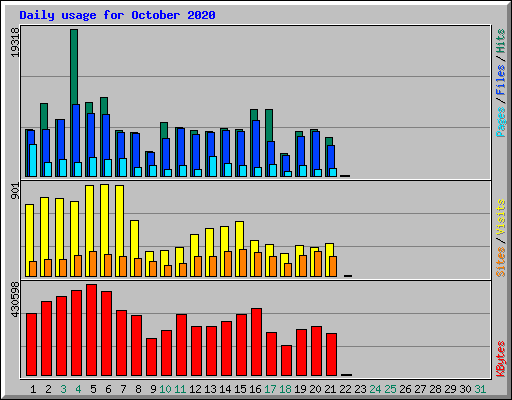 Daily usage for October 2020
19318
Pages / Files / Hits
901
Sites / Visits
430598
KBytes
1 2 3 4 5 6 7 8 9 10 11 12 13 14 15 16 17 18 19 20 21 22 23 24 25 26 27 28 29 30 31